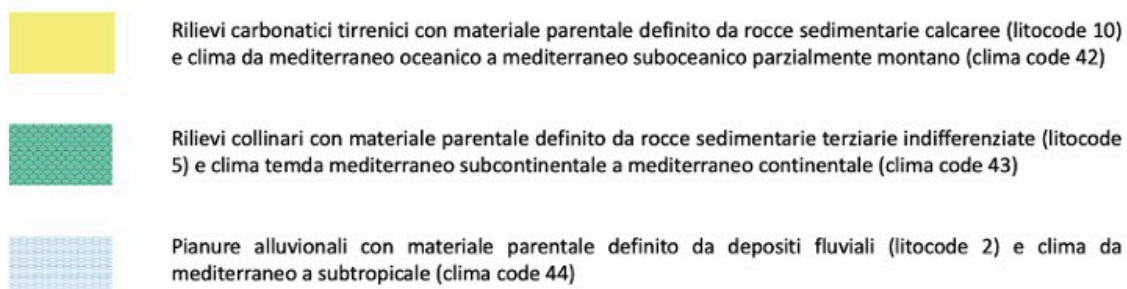 Rilievi carbonatici tirrenici con materiale parentale definito da rocce sedimentarie calcaree (litocode 10)
e clima da mediterraneo oceanico a mediterraneo suboceanico parzialmente montano (clima code 42)
Rilievi collinari con materiale parentale definito da rocce sedimentarie terziarie indifferenziate (litocode
5) e clima temda mediterraneo subcontinentale a mediterraneo continentale (clima code 43)
Pianure alluvionali con materiale parentale definito da depositi fluviali (litocode 2) e clima da
mediterraneo a subtropicale (clima code 44)